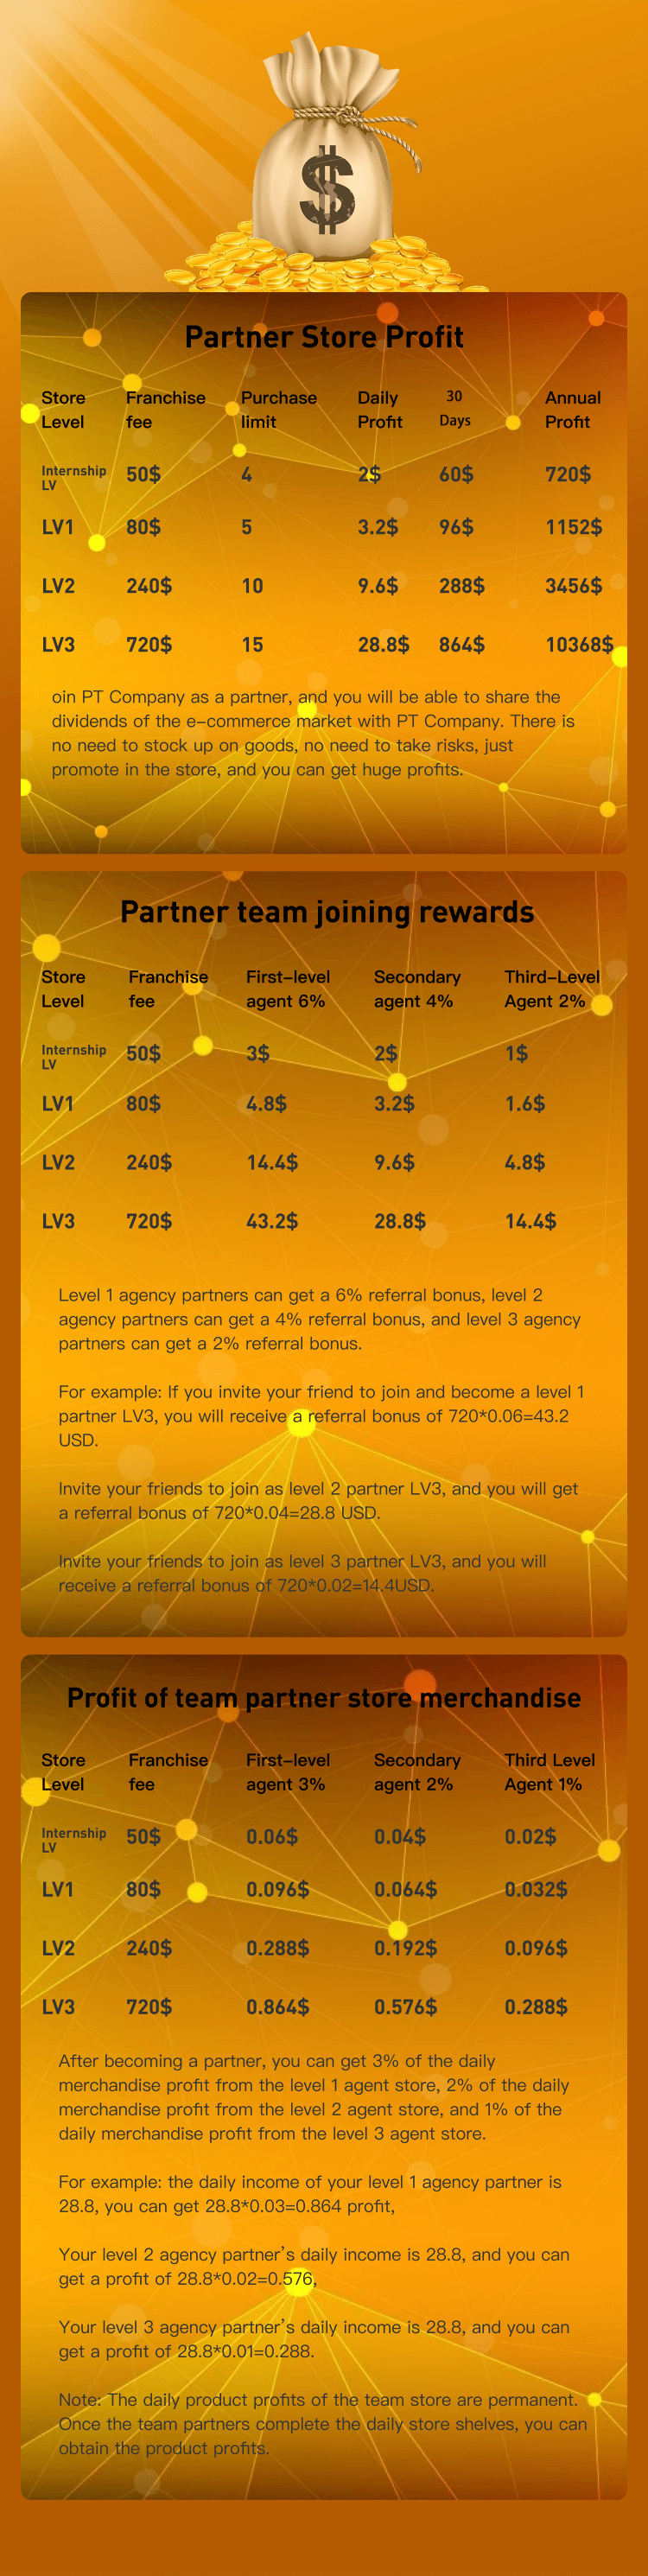 $
Partner Store Profit
Store Franchise Purchase Daily 30 Annual
Level fee limit Profit Days Profit
Internship LV 50$ 4 2$ 60$ 720$
LV1 80$ 5 3.2$ 96$ 1152$
LV2 240$ 10 9.6$ 288$ 3456$
LV3 720$ 15 28.8$ 864$ 10368$
oin PT Company as a partner, and you will be able to share the
dividends of the e-commerce market with PT Company. There is
no need to stock up on goods, no need to take risks, just
promote in the store, and you can get huge profits.
Partner team joining rewards
Store Franchise First-level Secondary Third-Level
Level fee agent 6% agent 4% Agent 2%
Internship LV 50$ 3$ 2$ 1$
LV1 80$ 4.8$ 3.2$ 1.6$
LV2 240$ 14.4$ 9.6$ 4.8$
LV3 720$ 43.2$ 28.8$ 14.4$
Level 1 agency partners can get a 6% referral bonus, level 2
agency partners can get a 4% referral bonus, and level 3 agency
partners can get a 2% referral bonus.
For example: If you invite your friend to join and become a level 1
partner LV3, you will receive a referral bonus of 720*0.06=43.2
USD.
Invite your friends to join as level 2 partner LV3, and you will get
a referral bonus of 720*0.04=28.8 USD.
Invite your friends to join as level 3 partner LV3, and you will
receive a referral bonus of 720*0.02=14.4USD.
Profit of team partner store merchandise
Store Franchise First-level Secondary Third Level
Level fee agent 3% agent 2% Agent 1%
Internship LV 50$ 0.06$ 0.04$ 0.02$
LV1 80$ 0.096$ 0.064$ 0.032$
LV2 240$ 0.288$ 0.192$ 0.096$
LV3 720$ 0.864$ 0.576$ 0.288$
After becoming a partner, you can get 3% of the daily
merchandise profit from the level 1 agent store, 2% of the daily
merchandise profit from the level 2 agent store, and 1% of the
daily merchandise profit from the level 3 agent store.
For example: the daily income of your level 1 agency partner is
28.8, you can get 28.8*0.03=0.864 profit,
Your level 2 agency partner's daily income is 28.8, and you can
get a profit of 28.8*0.02=0.576,
Your level 3 agency partner's daily income is 28.8, and you can
get a profit of 28.8*0.01=0.288.
Note: The daily product profits of the team store are permanent.
Once the team partners complete the daily store shelves, you can
obtain the product profits.